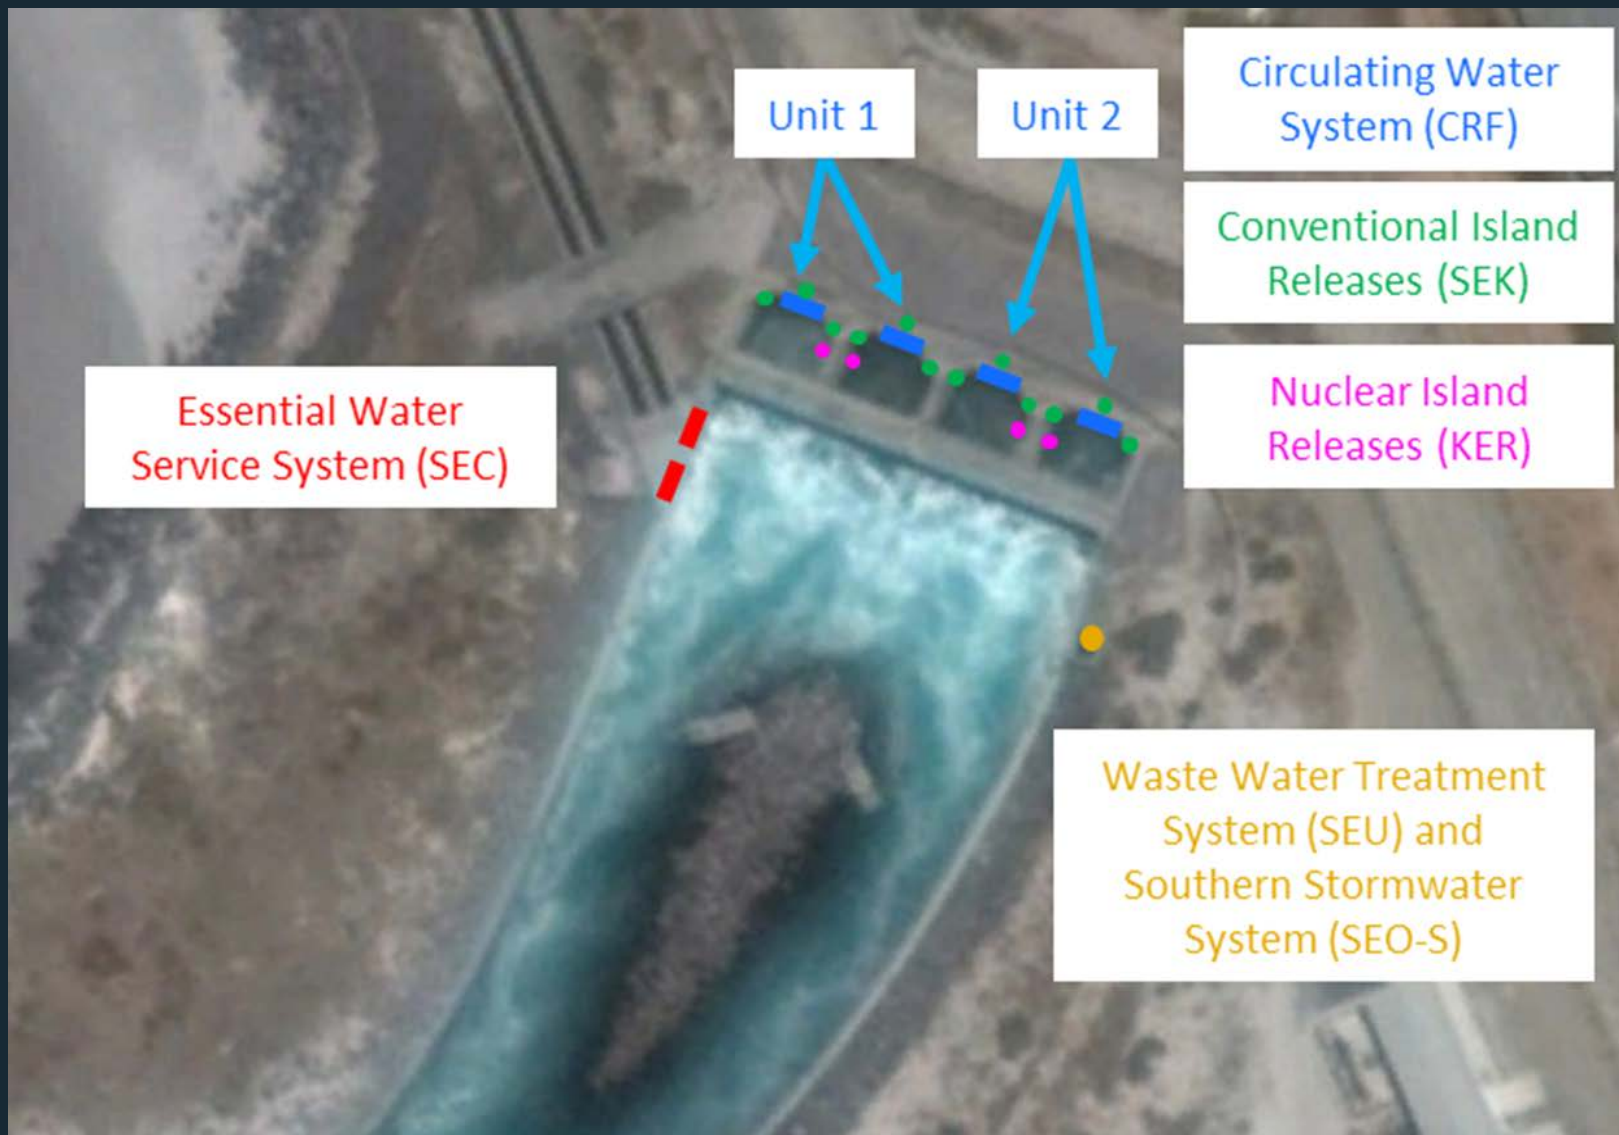 Unit 1
Unit 2
Circulating Water
System (CRF)
Conventional Island
Releases (SEK)
Nuclear Island
Releases (KER)
Essential Water
Service System (SEC)
Waste Water Treatment
System (SEU) and
Southern Stormwater
System (SEO-S)